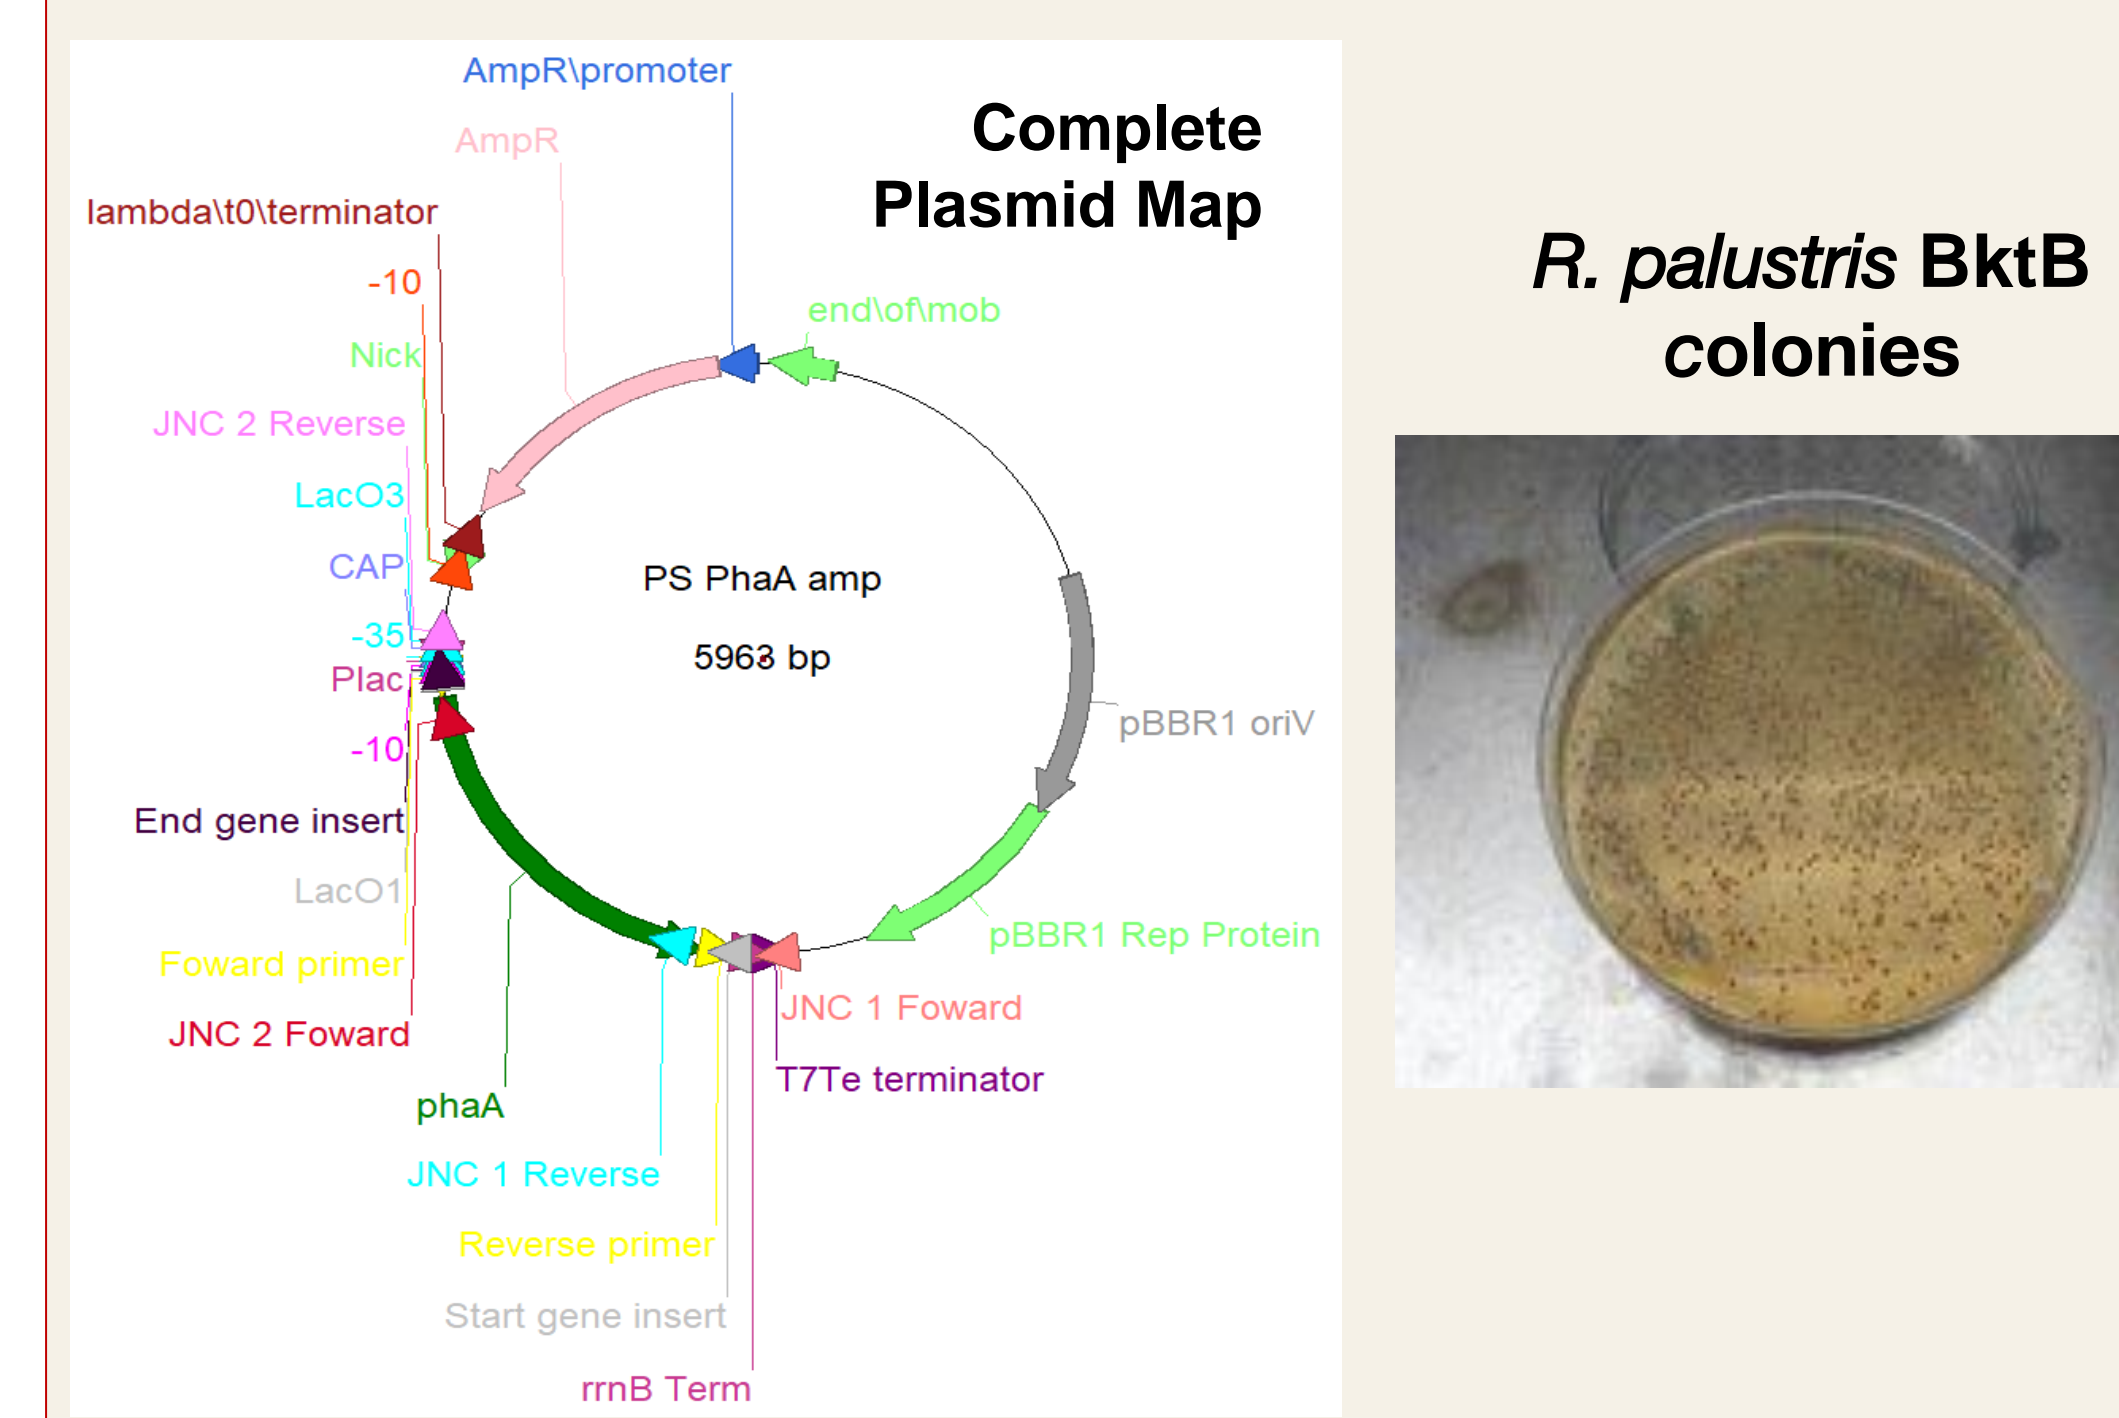 AmpR\promoter
AmpR
Complete
Plasmid Map
lambda\t0\terminator
-10
end\of\mob
Nick
JNC 2 Reverse
LacO3
CAP
-35
Plac
-10
End gene insert
LacO1
Foward primer
JNC 2 Foward
phaA
JNC 1 Reverse
Reverse primer
Start gene insert
rrnB Term
T7Te terminator
JNC 1 Foward
pBBR1 Rep Protein
pBBR1 oriV
PS PhaA amp
5963 bp
R. palustris BktB
colonies